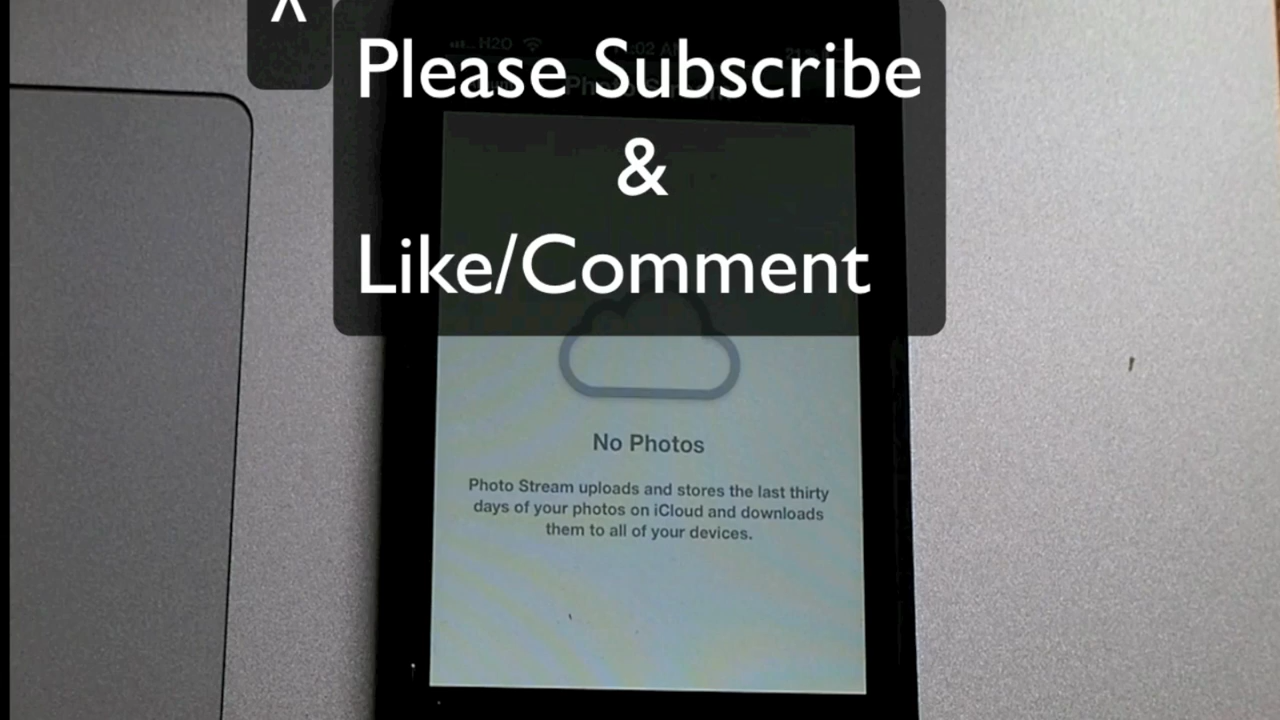 ^
Please Subscribe
&
Like/Comment
H2O
No Photos
Photo Stream uploads and stores the last thirty
days of your photos on iCloud and downloads
them to all of your devices.